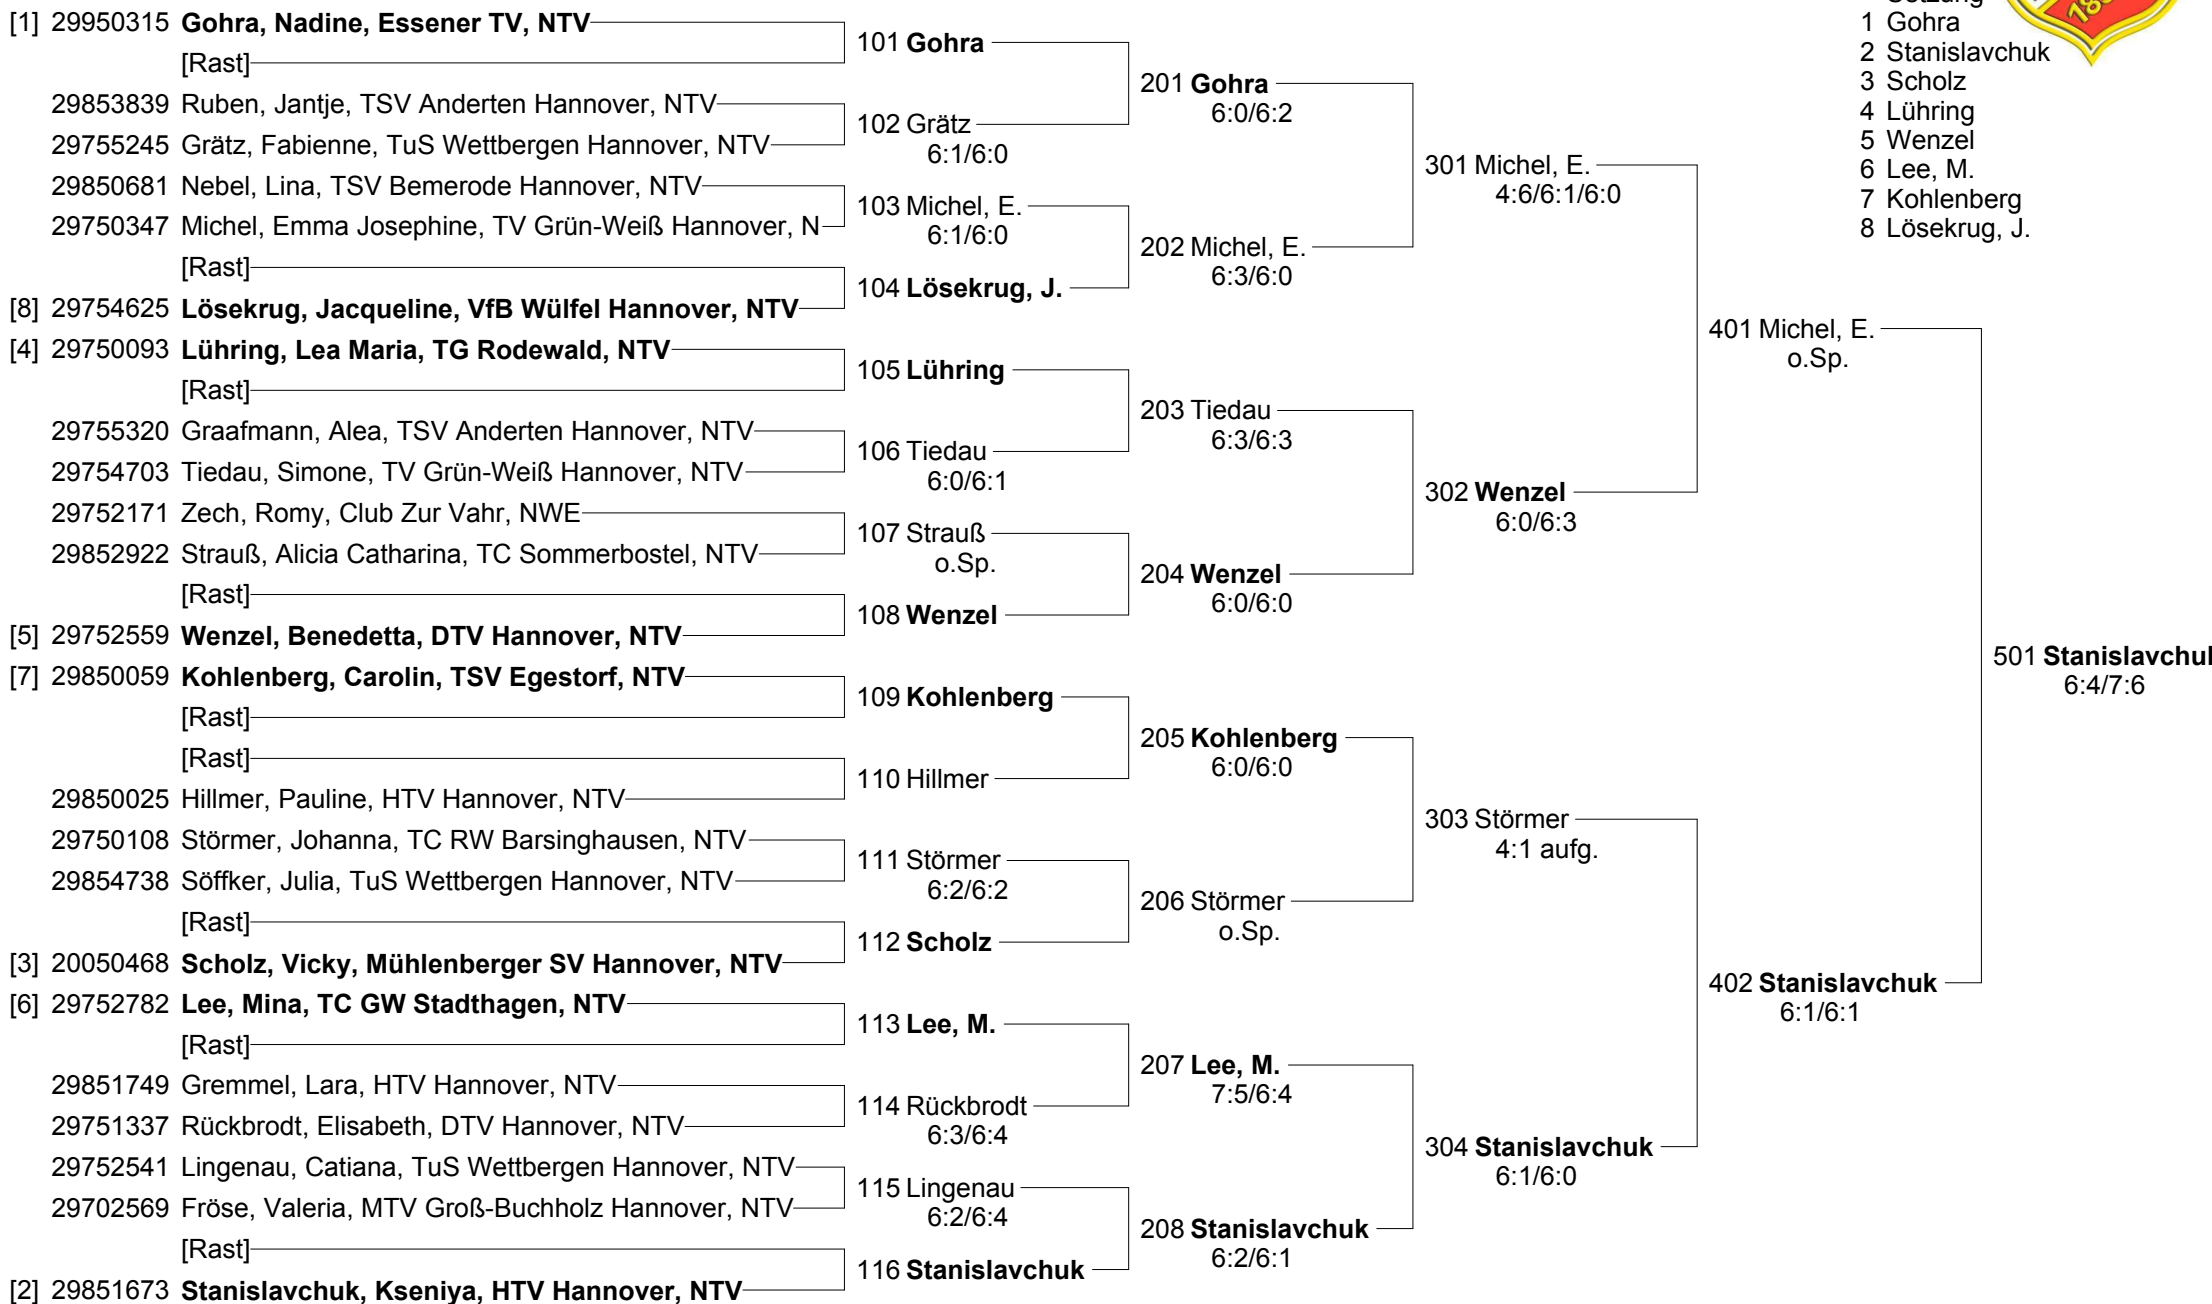 [1] 29950315 Gohra, Nadine, Essener TV, NTV
[Rast]
29853839 Ruben, Jantje, TSV Anderten Hannover, NTV
29755245 Grätz, Fabienne, TuS Wettbergen Hannover, NTV
29850681 Nebel, Lina, TSV Bemerode Hannover, NTV
29750347 Michel, Emma Josephine, TV Grün-Weiß Hannover, N
[Rast]
[8] 29754625 Lösekrug, Jacqueline, VfB Wülfel Hannover, NTV
[4] 29750093 Lühring, Lea Maria, TG Rodewald, NTV
[Rast]
29755320 Graafmann, Alea, TSV Anderten Hannover, NTV
29754703 Tiedau, Simone, TV Grün-Weiß Hannover, NTV
29752171 Zech, Romy, Club Zur Vahr, NWE
29852922 Strauß, Alicia Catharina, TC Sommerbostel, NTV
[Rast]
[5] 29752559 Wenzel, Benedetta, DTV Hannover, NTV
[7] 29850059 Kohlenberg, Carolin, TSV Egestorf, NTV
[Rast]
[Rast]
29850025 Hillmer, Pauline, HTV Hannover, NTV
29750108 Störmer, Johanna, TC RW Barsinghausen, NTV
29854738 Söffker, Julia, TuS Wettbergen Hannover, NTV
[Rast]
[3] 20050468 Scholz, Vicky, Mühlenberger SV Hannover, NTV
[6] 29752782 Lee, Mina, TC GW Stadthagen, NTV
[Rast]
29851749 Gremmel, Lara, HTV Hannover, NTV
29751337 Rückbrodt, Elisabeth, DTV Hannover, NTV
29752541 Lingenau, Catiana, TuS Wettbergen Hannover, NTV
29702569 Fröse, Valeria, MTV Groß-Buchholz Hannover, NTV
[Rast]
[2] 29851673 Stanislavchuk, Kseniya, HTV Hannover, NTV
101 Gohra
102 Grätz
6:1/6:0
103 Michel, E.
6:1/6:0
104 Lösekrug, J.
105 Lühring
106 Tiedau
6:0/6:1
107 Strauß
o.Sp.
108 Wenzel
109 Kohlenberg
110 Hillmer
111 Störmer
6:2/6:2
112 Scholz
113 Lee, M.
114 Rückbrodt
6:3/6:4
115 Lingenau
6:2/6:4
116 Stanislavchuk
201 Gohra
6:0/6:2
202 Michel, E.
6:3/6:0
203 Tiedau
6:3/6:3
204 Wenzel
6:0/6:0
205 Kohlenberg
6:0/6:0
206 Störmer
o.Sp.
207 Lee, M.
7:5/6:4
208 Stanislavchuk
6:2/6:1
301 Michel, E.
4:6/6:1/6:0
302 Wenzel
6:0/6:3
303 Störmer
4:1 aufg.
304 Stanislavchuk
6:1/6:0
401 Michel, E.
o.Sp.
402 Stanislavchuk
6:1/6:1
501 Stanislavchuk
6:4/7:6
Setzung
1 Gohra
2 Stanislavchuk
3 Scholz
4 Lühring
5 Wenzel
6 Lee, M.
7 Kohlenberg
8 Lösekrug, J.